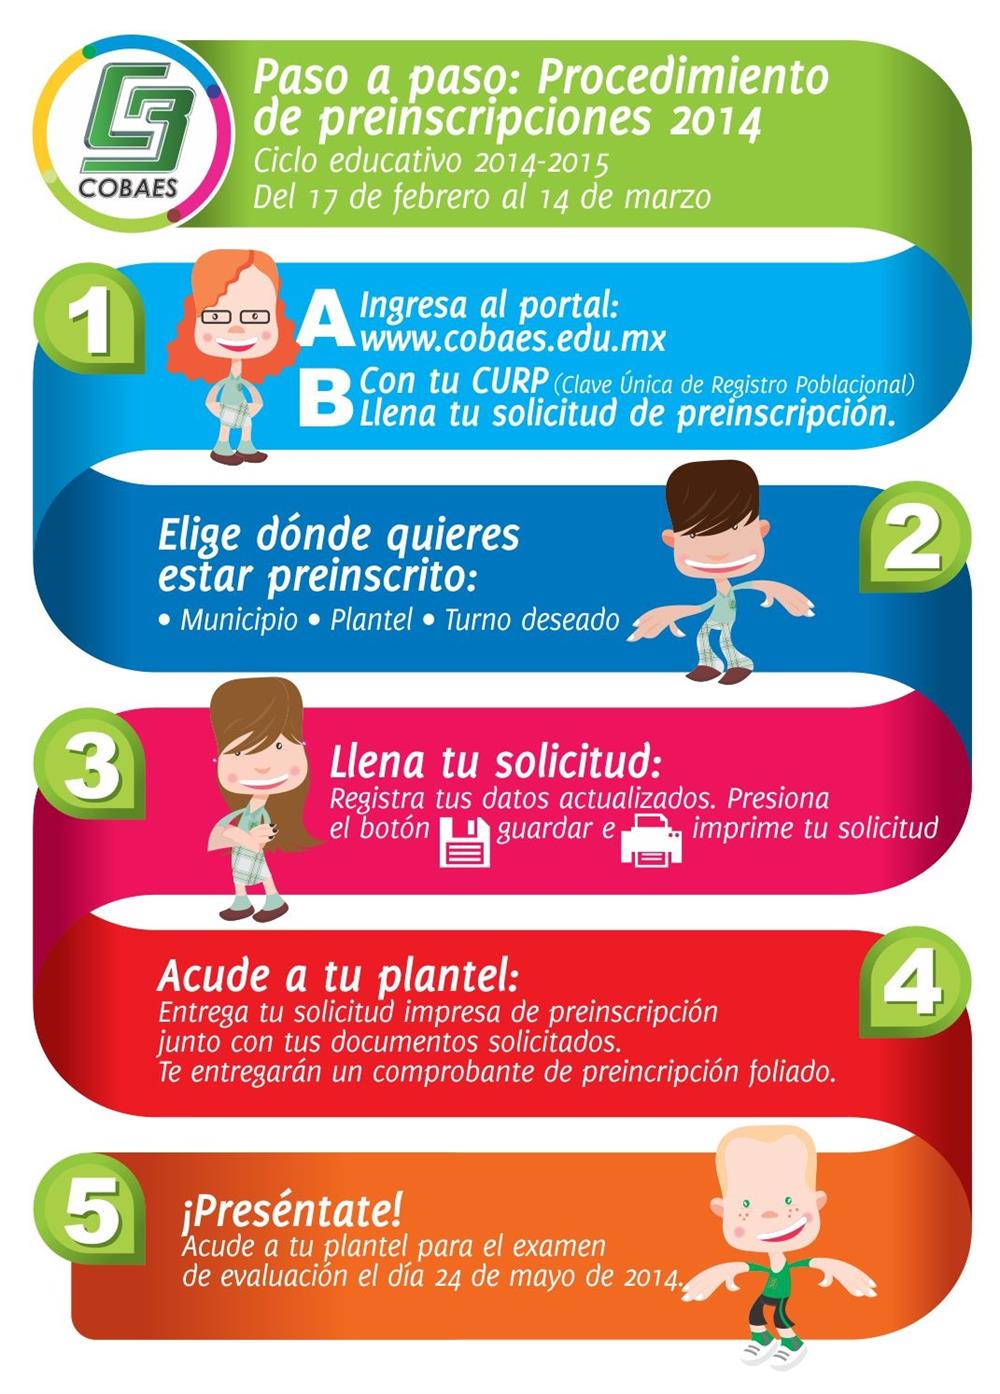 COBAES
Paso a paso: Procedimiento
de preinscripciones 2014
Ciclo educativo 2014-2015
Del 17 de febrero al 14 de marzo
1
A Ingresa al portal:
www.cobaes.edu.mx
B Con tu CURP (Clave Única de Registro Poblacional)
Llena tu solicitud de preinscripción.
2
Elige dónde quieres
estar preinscrito:
• Municipio • Plantel • Turno deseado
3
Llena tu solicitud:
Registra tus datos actualizados. Presiona
el botón guardar e imprime tu solicitud
4
Acude a tu plantel:
Entrega tu solicitud impresa de preinscripción
junto con tus documentos solicitados.
Te entregarán un comprobante de preincripción foliado.
5
¡Preséntate!
Acude a tu plantel para el examen
de evaluación el día 24 de mayo de 2014.